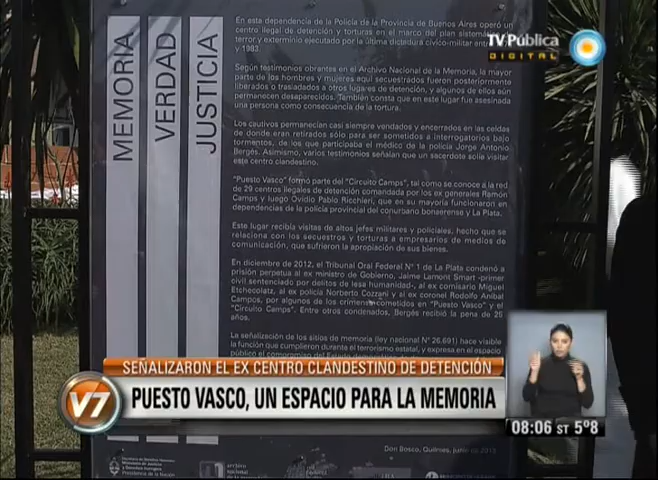 MEMORIA
VERDAD
JUSTICIA
En esta dependencia de la Policía de la Provincia de Buenos Aires operó un
centro ilegal de detención y torturas en el marco del plan sistemático
terror y exterminio ejecutado por la última dictadura cívico-militar
y 1983.
Según testimonios obrantes en el Archivo Nacional de la Memoria, la mayor
parte de los hombres y mujeres aquí secuestrados fueron posteriormente
liberados o trasladados a otros lugares de detención, y algunos de ellos aún
permanecen desaparecidos. También consta que en este lugar fue asesinada
una persona como consecuencia de la tortura.
Los cautivos permanecían casi siempre vendados y encerrados en las celdas
de donde eran retirados sólo para ser sometidos a interrogatorios bajo
tormentos, de los que participaba el médico de la policía Jorge Antonio
Bergés. Asimismo, varios testimonios señalan que un sacerdote solía visitar
este centro clandestino.
"Puesto Vasco" formó parte del "Circuito Camps", tal como se conoce a la red
de 29 centros ilegales de detención comandada por los ex generales Ramón
Camps y luego Ovidio Pablo Ricchieri, que en su mayoría funcionaron en
dependencias de la policía provincial del conurbano bonaerense y La Plata.
Este lugar recibía visitas de altos jefes militares y policiales, hecho que se
relaciona con los secuestros y torturas a empresarios de medios de
comunicación, que sufrieron la apropiación de sus bienes.
En diciembre de 2012, el Tribunal Oral Federal Nº 1 de La Plata condenó a
prisión perpetua al ex ministro de Gobierno, Jaime Lamont Smart -primer
civil sentenciado por delitos de lesa humanidad-, al ex comisario Miguel
Etchecolatz, al ex policía Norberto Cozzani y al ex coronel Rodolfo Aníbal
Campos, por algunos de los crímenes cometidos en "Puesto Vasco" y el
"Circuito Camps". Entre otros condenados, Bergés recibió la pena de 25
años.
La señalización de los sitios de memoria (ley nacional Nº 26.691) hace visible
la función que cumplieron durante el terrorismo estatal, y expresa en el espacio
público el compromiso del Estado
Don Bosco, Quilmes, junio de 2013
TV Pública
DIGITAL
SEÑALIZARON EL EX CENTRO CLANDESTINO DE DETENCIÓN
V7
PUESTO VASCO, UN ESPACIO PARA LA MEMORIA
08:06 ST 5º8